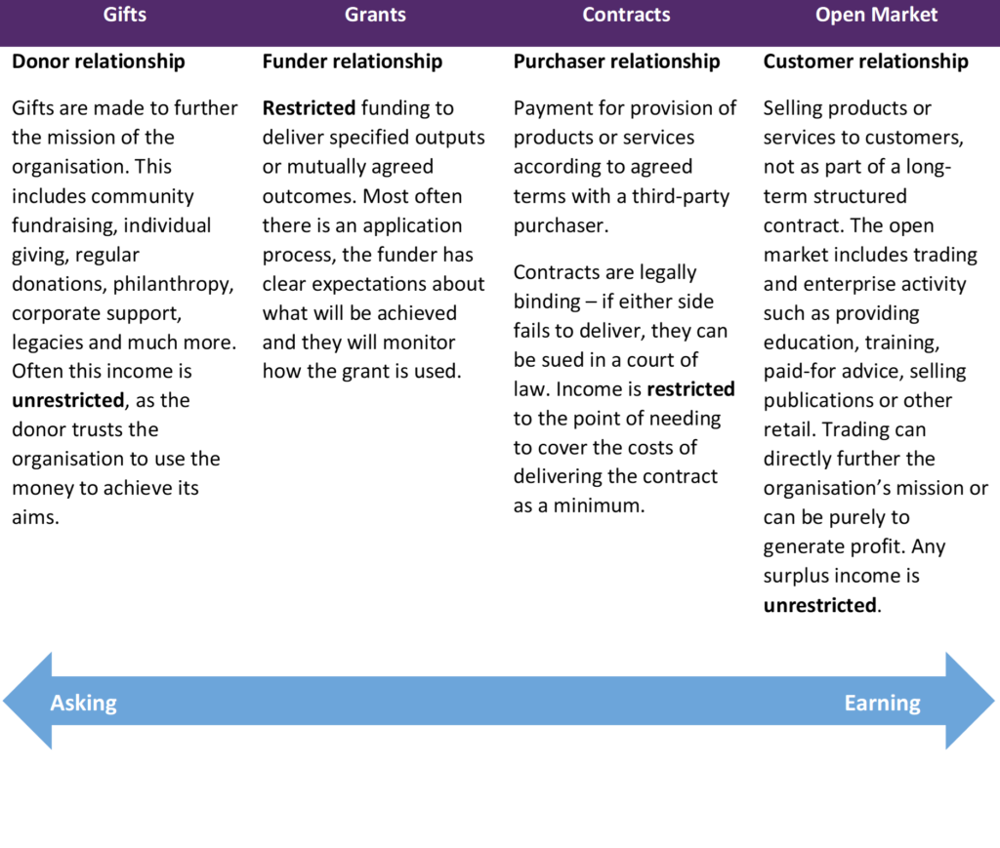 Gifts
Donor relationship
Gifts are made to further
the mission of the
organisation. This
includes community
fundraising, individual
giving, regular
donations, philanthropy,
corporate support,
legacies and much more.
Often this income is
unrestricted, as the
donor trusts the
organisation to use the
money to achieve its
aims.
Grants
Funder relationship
Restricted funding to
deliver specified outputs
or mutually agreed
outcomes. Most often
there is an application
process, the funder has
clear expectations about
what will be achieved
and they will monitor
how the grant is used.
Contracts
Purchaser relationship
Payment for provision of
products or services
according to agreed
terms with a third-party
purchaser.
Contracts are legally
binding – if either side
fails to deliver, they can
be sued in a court of
law. Income is restricted
to the point of needing
to cover the costs of
delivering the contract
as a minimum.
Open Market
Customer relationship
Selling products or
services to customers,
not as part of a long-
term structured
contract. The open
market includes trading
and enterprise activity
such as providing
education, training,
paid-for advice, selling
publications or other
retail. Trading can
directly further the
organisation’s mission or
can be purely to
generate profit. Any
surplus income is
unrestricted.
Asking
Earning